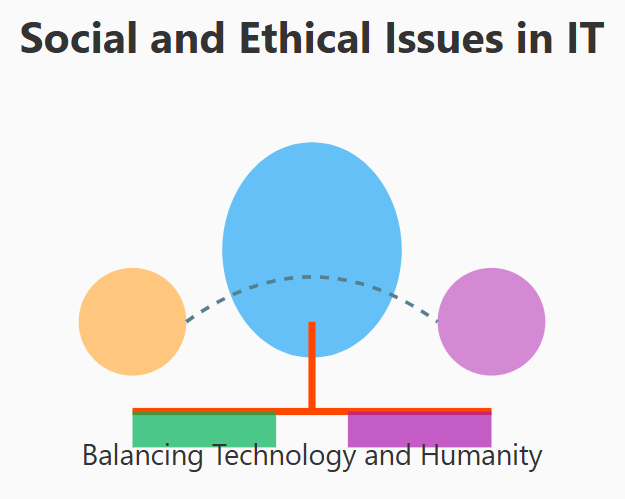 Social and Ethical Issues in IT
Balancing Technology and Humanity